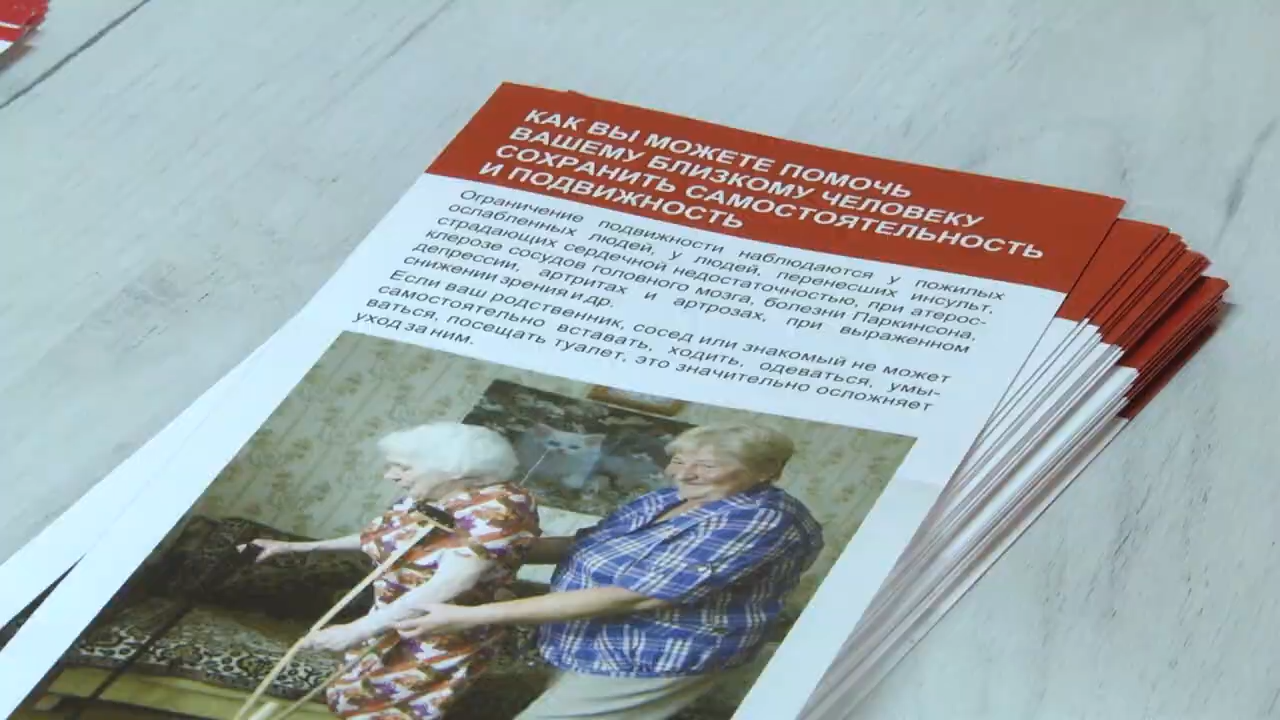 КАК ВЫ МОЖЕТЕ ПОМОЧЬ
ВАШЕМУ БЛИЗКОМУ ЧЕЛОВЕКУ
СОХРАНИТЬ САМОСТОЯТЕЛЬНОСТЬ
И ПОДВИЖНОСТЬ
Ограничение подвижности наблюдаются у пожилых
ослабленных людей, у людей, перенесших инсульт,
страдающих сердечной недостаточностью, при атерос-
клерозе сосудов головного мозга, болезни Паркинсона,
депрессии, артритах и артрозах, при выраженном
снижении зрения и др.
Если ваш родственник, сосед или знакомый не может
самостоятельно вставать, ходить, одеваться, умы-
ваться, посещать туалет, это значительно осложняет
уход за ним.